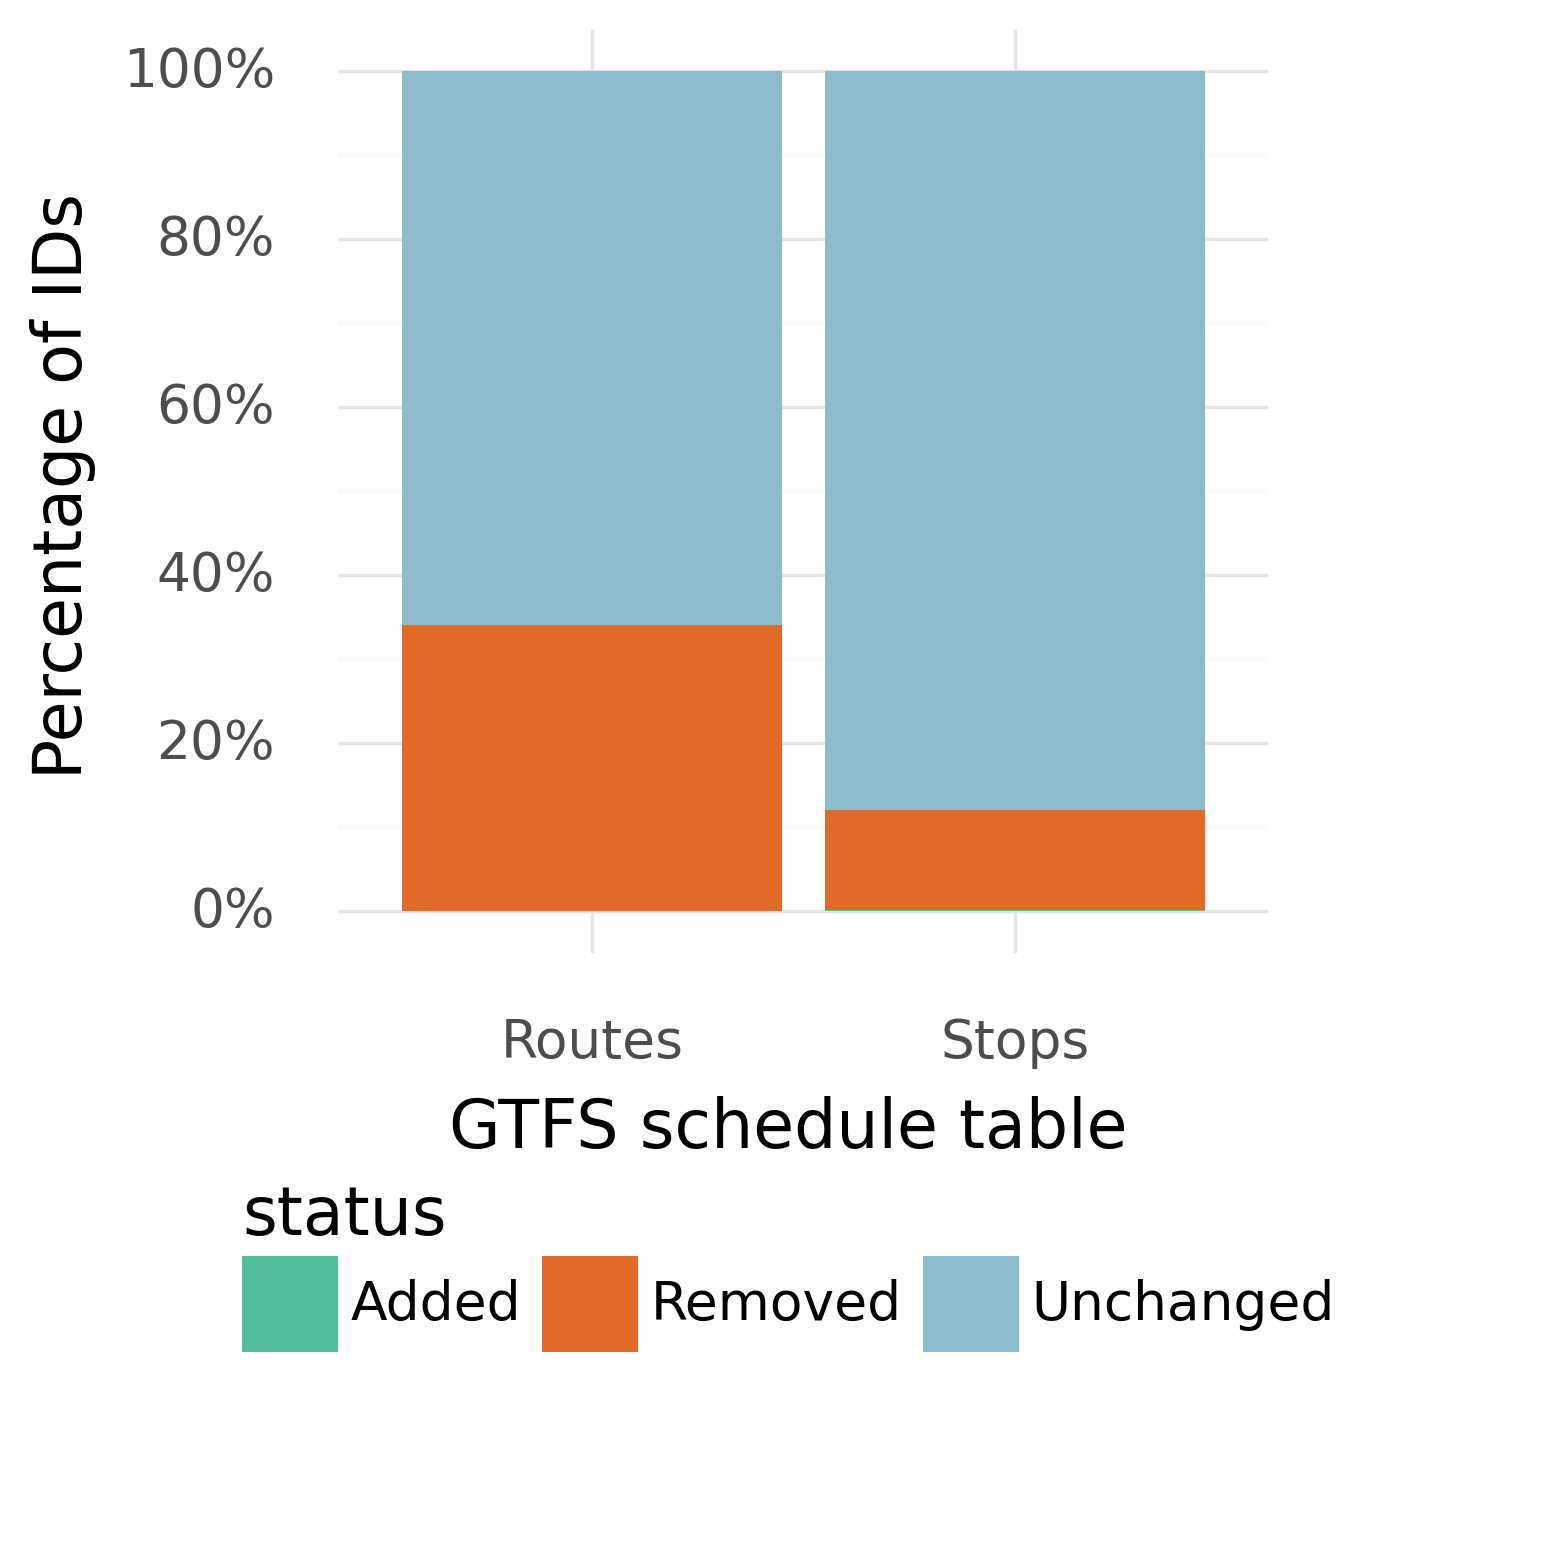 Percentage of IDs
100%
80%
60%
40%
20%
0%
Routes Stops
GTFS schedule table
status
Added Removed Unchanged